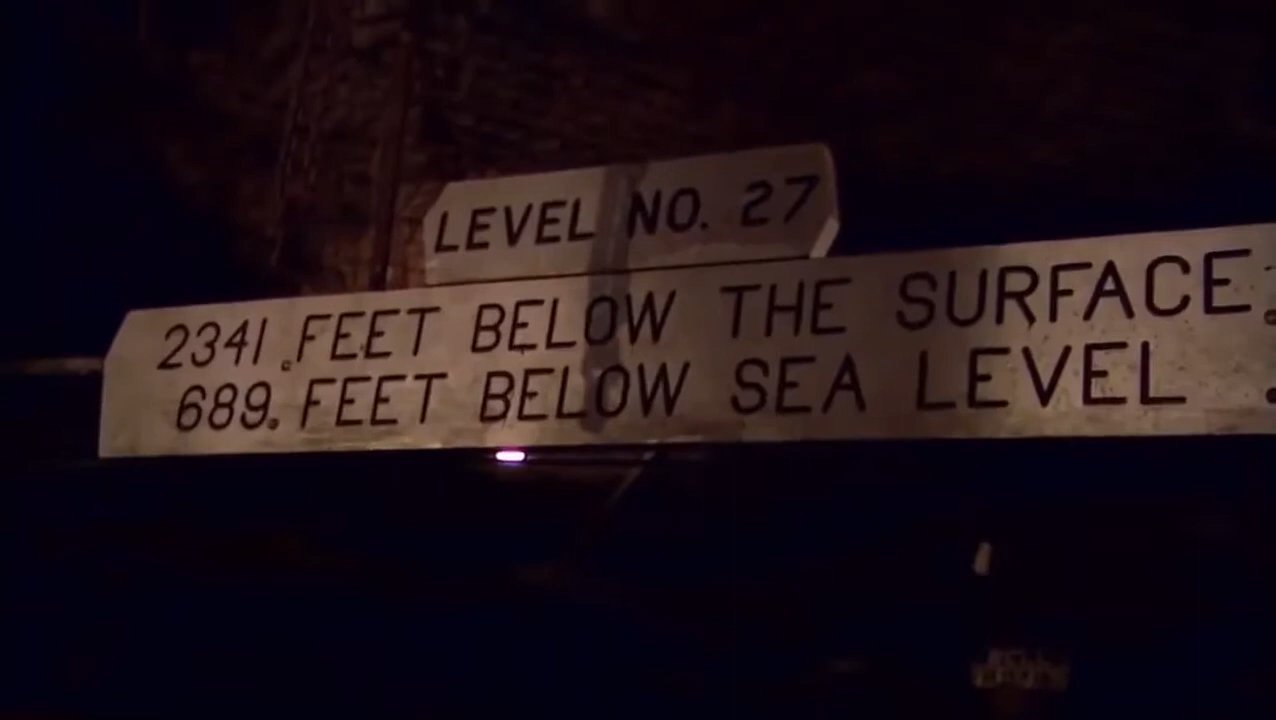 LEVEL NO. 27
2341 .FEET BELOW THE SURFACE.
689. FEET BELOW SEA LEVEL .